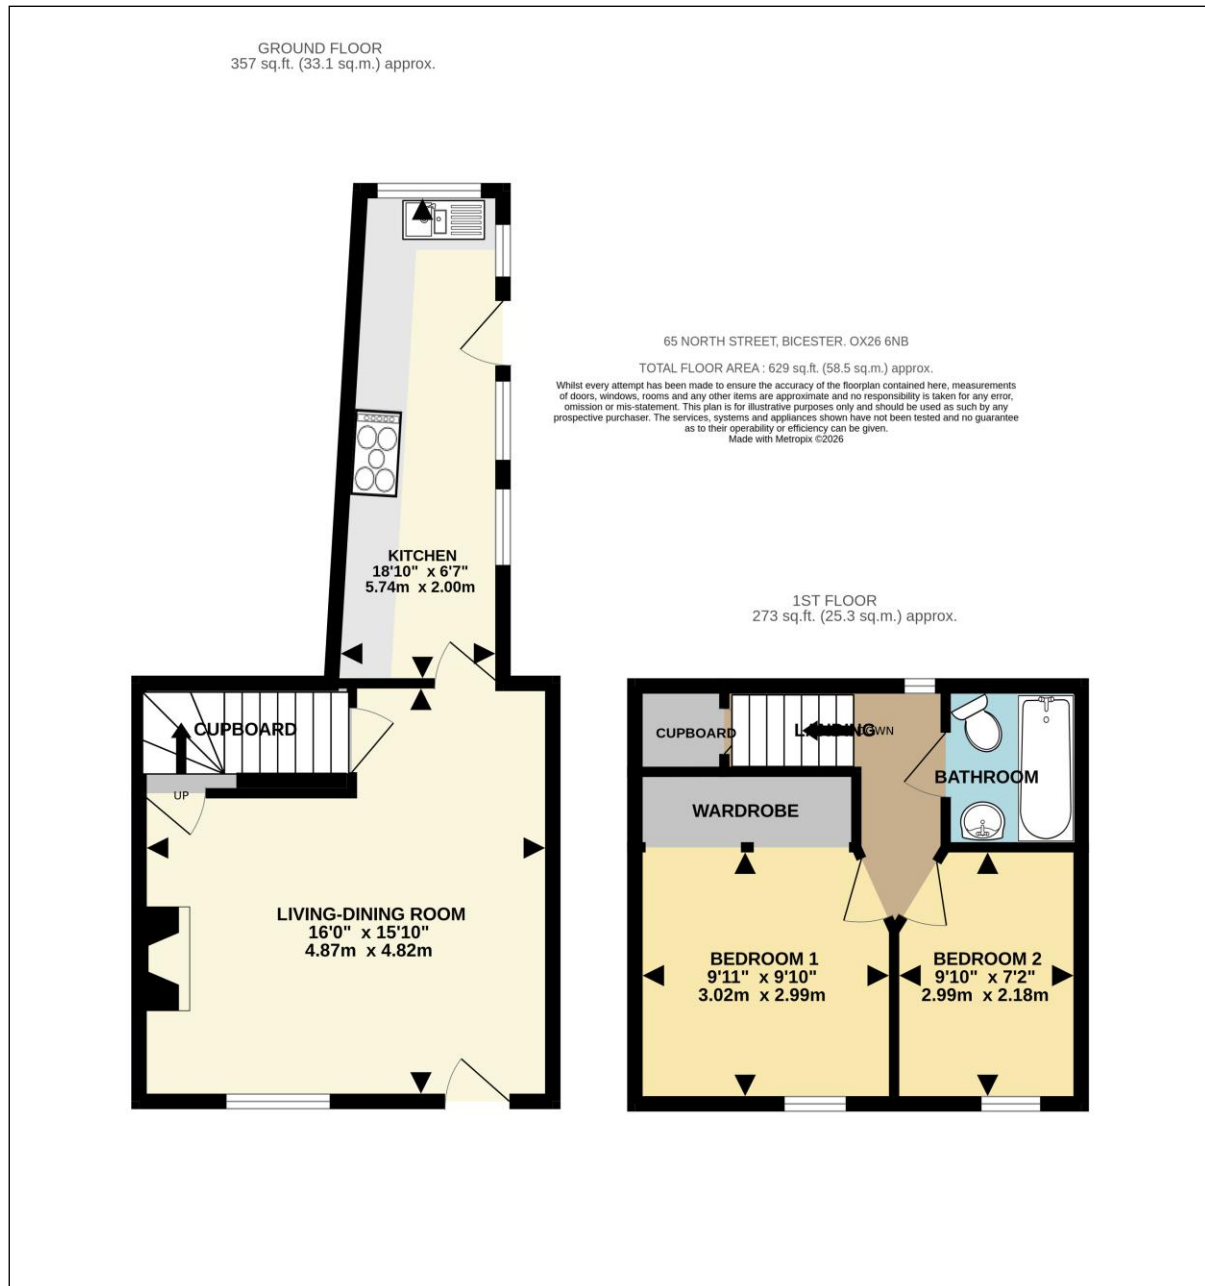 GROUND FLOOR
357 sq.ft. (33.1 sq.m.) approx.
65 NORTH STREET, BICESTER. OX26 6NB
TOTAL FLOOR AREA : 629 sq.ft. (58.5 sq.m.) approx.
Whilst every attempt has been made to ensure the accuracy of the floorplan contained here, measurements
of doors, windows, rooms and any other items are approximate and no responsibility is taken for any error,
omission or mis-statement. This plan is for illustrative purposes only and should be used as such by any
prospective purchaser. The services, systems and appliances shown have not been tested and no guarantee
as to their operability or efficiency can be given.
Made with Metropix ©2026
KITCHEN
18'10" x 6'7"
5.74m x 2.00m
CUPBOARD
UP
LIVING-DINING ROOM
16'0" x 15'10"
4.87m x 4.82m
1ST FLOOR
273 sq.ft. (25.3 sq.m.) approx.
CUPBOARD
LANDING
DOWN
BATHROOM
WARDROBE
BEDROOM 1
9'11" x 9'10"
3.02m x 2.99m
BEDROOM 2
9'10" x 7'2"
2.99m x 2.18m